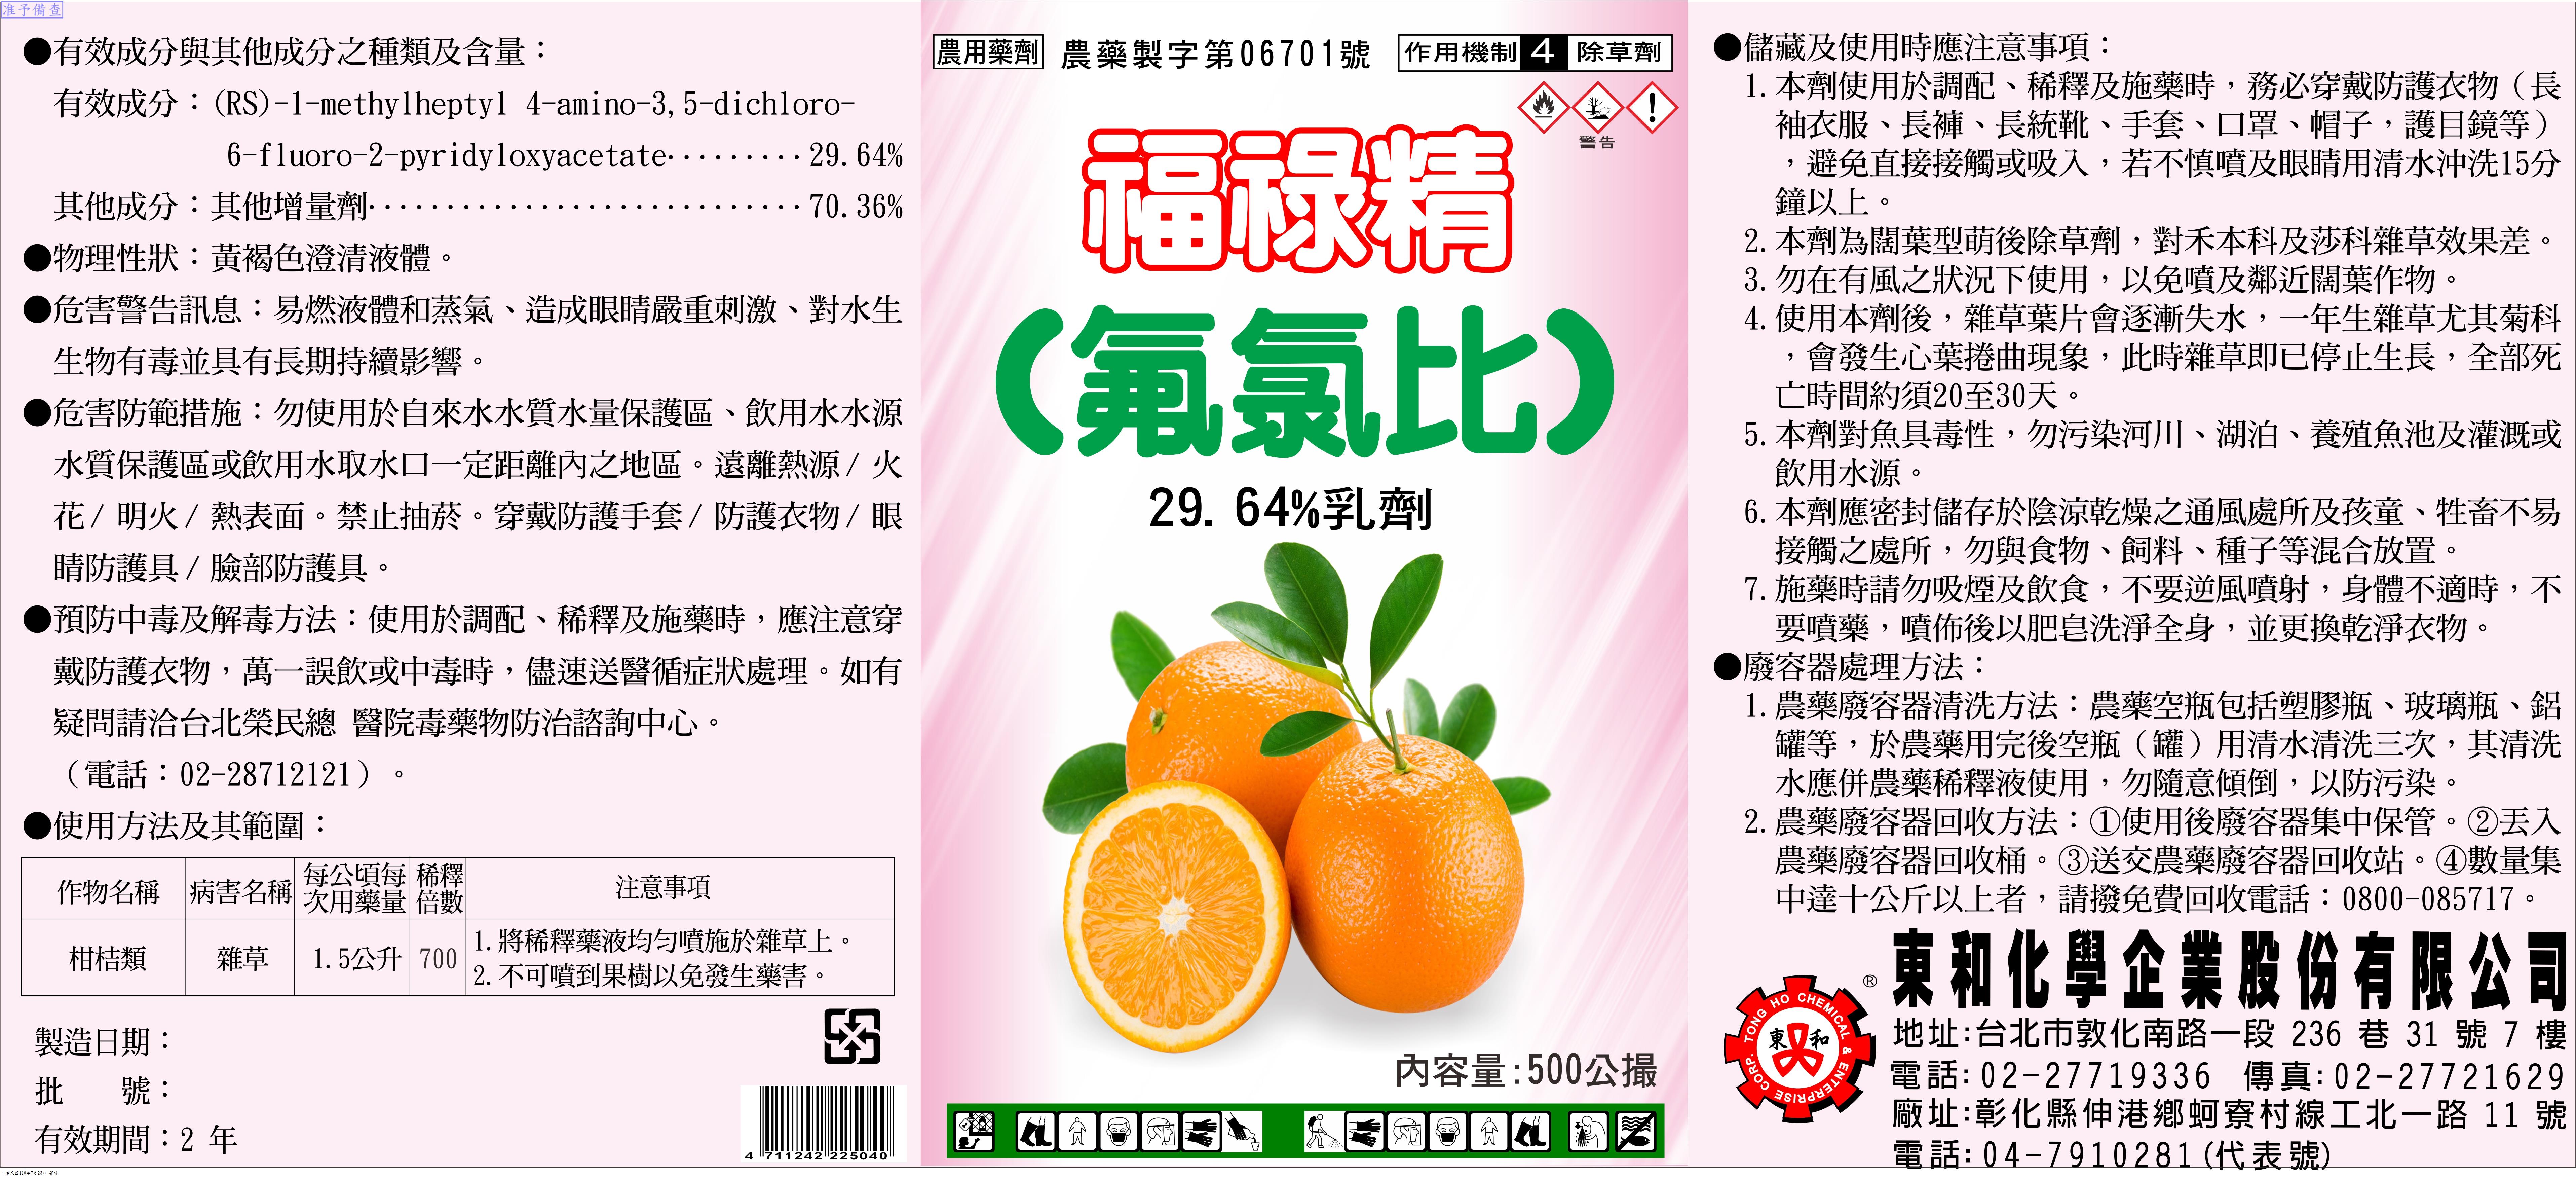 准予備查
●有效成分與其他成分之種類及含量：
有效成分：(RS)-1-methylheptyl 4-amino-3,5-dichloro-
6-fluoro-2-pyridyloxyacetate·········29.64%
其他成分：其他增量劑····························70.36%
●物理性狀：黃褐色澄清液體。
●危害警告訊息：易燃液體和蒸氣、造成眼睛嚴重刺激、對水生
生物有毒並具有長期持續影響。
●危害防範措施：勿使用於自來水水質水量保護區、飲用水水源
水質保護區或飲用水取水口一定距離內之地區。遠離熱源/ 火
花/ 明火/ 熱表面。禁止抽菸。穿戴防護手套/ 防護衣物/ 眼
睛防護具/ 臉部防護具。
●預防中毒及解毒方法：使用於調配、稀釋及施藥時，應注意穿
戴防護衣物，萬一誤飲或中毒時，儘速送醫循症狀處理。如有
疑問請洽台北榮民總 醫院毒藥物防治諮詢中心。
（電話：02-28712121）。
●使用方法及其範圍：
作物名稱 病害名稱 每公頃每次用藥量 稀釋倍數 注意事項
柑桔類 雜草 1.5公升 700 1.將稀釋藥液均勻噴施於雜草上。
2.不可噴到果樹以免發生藥害。
製造日期：
批　　號：
有效期間：2 年
4 711242 225040
農用藥劑 農藥製字第06701號 作用機制 4 除草劑
警告
福祿精
（氟氯比）
29.64%乳劑
內容量:500公撮
●儲藏及使用時應注意事項：
1.本劑使用於調配、稀釋及施藥時，務必穿戴防護衣物（長
袖衣服、長褲、長統靴、手套、口罩、帽子，護目鏡等）
，避免直接接觸或吸入，若不慎噴及眼睛用清水沖洗15分
鐘以上。
2.本劑為闊葉型萌後除草劑，對禾本科及莎科雜草效果差。
3.勿在有風之狀況下使用，以免噴及鄰近闊葉作物。
4.使用本劑後，雜草葉片會逐漸失水，一年生雜草尤其菊科
，會發生心葉捲曲現象，此時雜草即已停止生長，全部死
亡時間約須20至30天。
5.本劑對魚具毒性，勿污染河川、湖泊、養殖魚池及灌溉或
飲用水源。
6.本劑應密封儲存於陰涼乾燥之通風處所及孩童、牲畜不易
接觸之處所，勿與食物、飼料、種子等混合放置。
7.施藥時請勿吸煙及飲食，不要逆風噴射，身體不適時，不
要噴藥，噴佈後以肥皂洗淨全身，並更換乾淨衣物。
●廢容器處理方法：
1.農藥廢容器清洗方法：農藥空瓶包括塑膠瓶、玻璃瓶、鋁
罐等，於農藥用完後空瓶（罐）用清水清洗三次，其清洗
水應併農藥稀釋液使用，勿隨意傾倒，以防污染。
2.農藥廢容器回收方法：①使用後廢容器集中保管。②丟入
農藥廢容器回收桶。③送交農藥廢容器回收站。④數量集
中達十公斤以上者，請撥免費回收電話：0800-085717。
東和化學企業股份有限公司
TONG HO CHEMICAL & ENTERPRISE CORP.
東 和
®
地址:台北市敦化南路一段 236 巷 31 號 7 樓
電話:02-27719336 傳真:02-27721629
廠址:彰化縣伸港鄉蚵寮村線工北一路 11 號
電話:04-7910281(代表號)